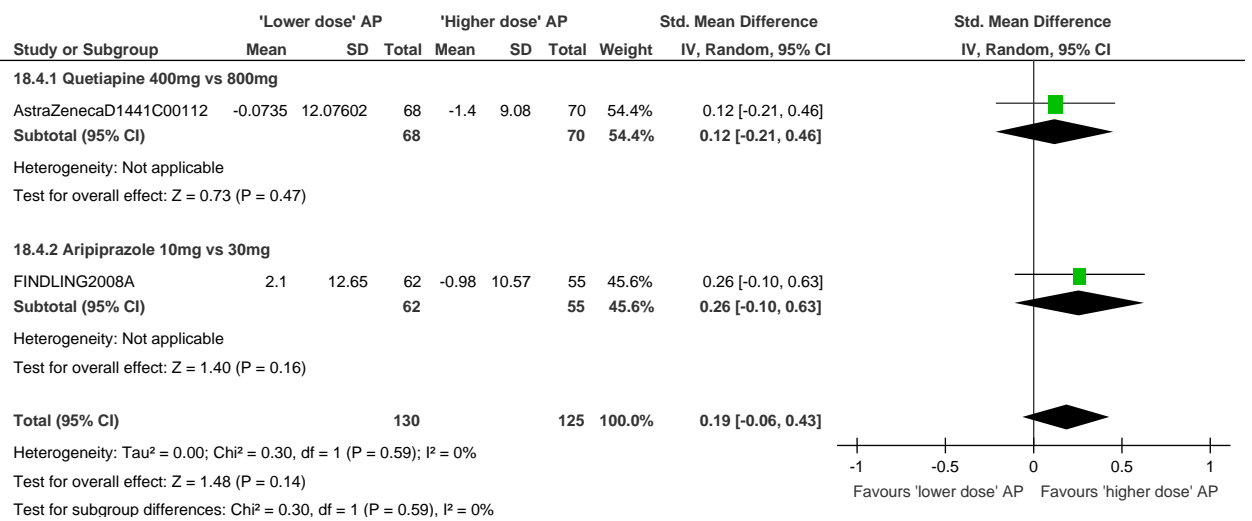 'Lower dose' AP 'Higher dose' AP Std. Mean Difference Std. Mean Difference
Study or Subgroup Mean SD Total Mean SD Total Weight IV, Random, 95% CI IV, Random, 95% CI
18.4.1 Quetiapine 400mg vs 800mg
AstraZenecaD1441C00112 -0.0735 12.07602 68 -1.4 9.08 70 54.4% 0.12 [-0.21, 0.46]
Subtotal (95% CI) 68 70 54.4% 0.12 [-0.21, 0.46]
Heterogeneity: Not applicable
Test for overall effect: Z = 0.73 (P = 0.47)
18.4.2 Aripiprazole 10mg vs 30mg
FINDLING2008A 2.1 12.65 62 -0.98 10.57 55 45.6% 0.26 [-0.10, 0.63]
Subtotal (95% CI) 62 55 45.6% 0.26 [-0.10, 0.63]
Heterogeneity: Not applicable
Test for overall effect: Z = 1.40 (P = 0.16)
Total (95% CI) 130 125 100.0% 0.19 [-0.06, 0.43]
Heterogeneity: Tau² = 0.00; Chi² = 0.30, df = 1 (P = 0.59); I² = 0%
Test for overall effect: Z = 1.48 (P = 0.14)
Test for subgroup differences: Chi² = 0.30, df = 1 (P = 0.59), I² = 0%
-1 -0.5 0 0.5 1
Favours 'lower dose' AP Favours 'higher dose' AP